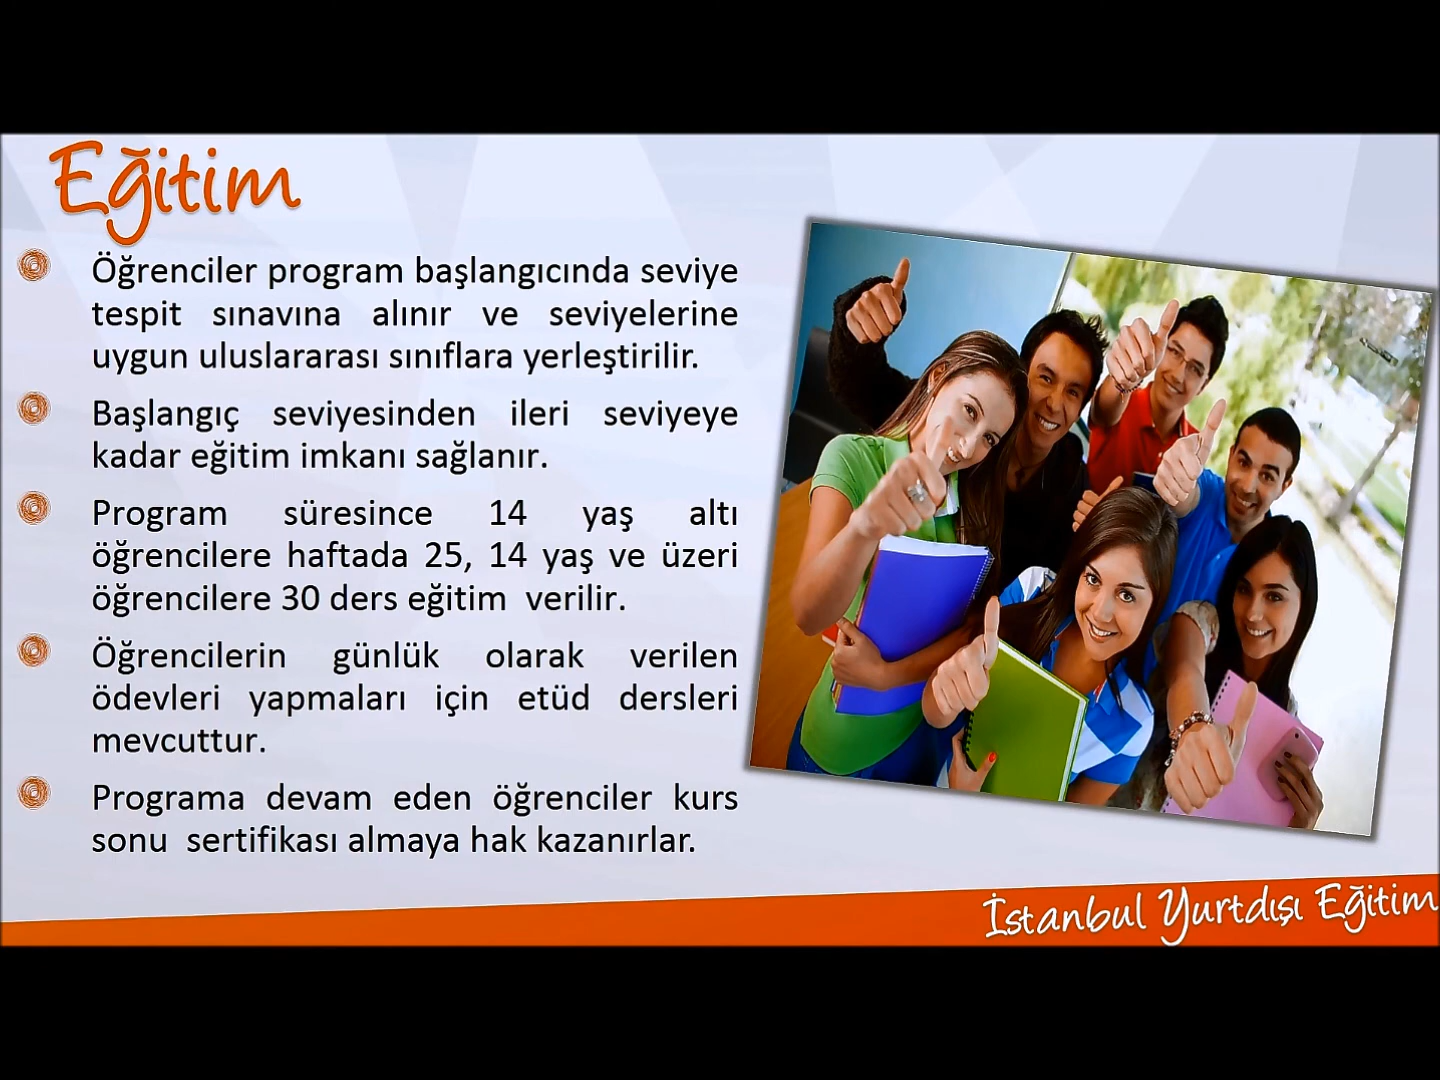 Eğitim
Öğrenciler program başlangıcında seviye
tespit sınavına alınır ve seviyelerine
uygun uluslararası sınıflara yerleştirilir.
Başlangıç seviyesinden ileri seviyeye
kadar eğitim imkanı sağlanır.
Program süresince 14 yaş altı
öğrencilere haftada 25, 14 yaş ve üzeri
öğrencilere 30 ders eğitim verilir.
Öğrencilerin günlük olarak verilen
ödevleri yapmaları için etüd dersleri
mevcuttur.
Programa devam eden öğrenciler kurs
sonu sertifikası almaya hak kazanırlar.
İstanbul Yurtdışı Eğitim